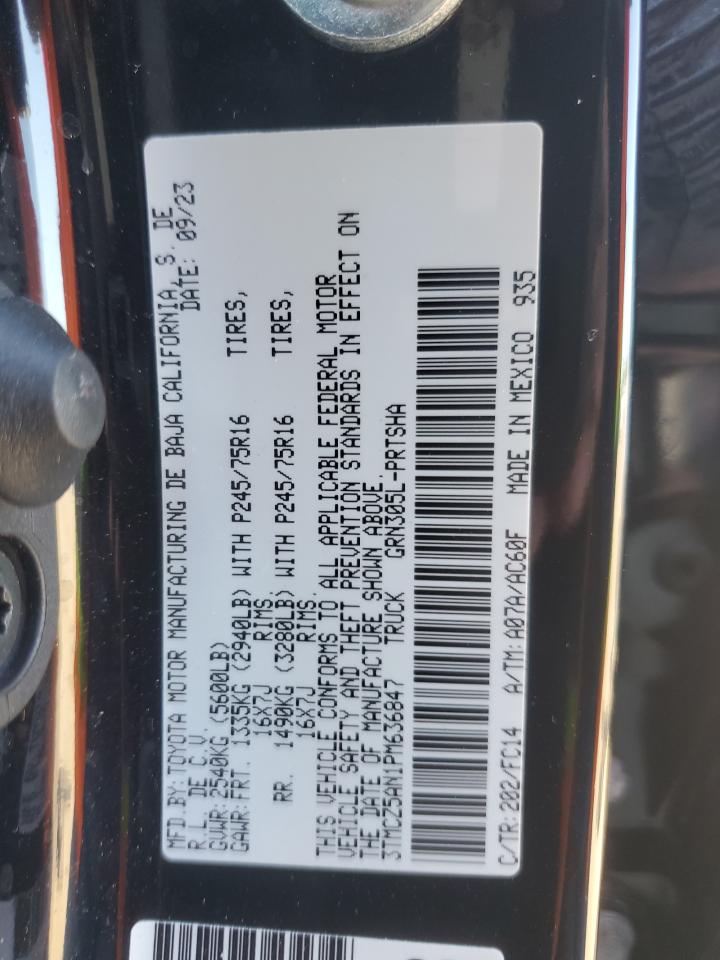 MFD.BY:TOYOTA MOTOR MANUFACTURING DE BAJA CALIFORNIA, S. DE
R.L. DE C.V. DATE: 09/23
GVWR:2540KG (5600LB)
GAWR:FRT. 1335KG (2940LB) WITH P245/75R16 TIRES,
16X7J RIMS.
RR. 1490KG (3280LB) WITH P245/75R16 TIRES,
16X7J RIMS.
THIS VEHICLE CONFORMS TO ALL APPLICABLE FEDERAL MOTOR
VEHICLE SAFETY AND THEFT PREVENTION STANDARDS IN EFFECT ON
THE DATE OF MANUFACTURE SHOWN ABOVE.
3TMCZ5AN1PM636847 TRUCK GRN305L-PRTSHA
C/TR:202/FC14 A/TM:A07A/AC60F MADE IN MEXICO 935